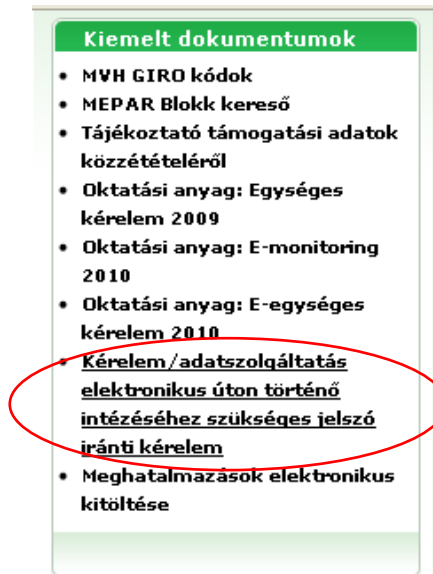 Kiemelt dokumentumok
• MVH GIRO kódok
• MEPAR Blokk kereső
• Tájékoztató támogatási adatok
közzétételéről
• Oktatási anyag: Egységes
kérelem 2009
• Oktatási anyag: E-monitoring
2010
• Oktatási anyag: E-egységes
kérelem 2010
• Kérelem/adatszolgáltatás
elektronikus úton történő
intézéséhez szükséges jelszó
iránti kérelem
• Meghatalmazások elektronikus
kitöltése